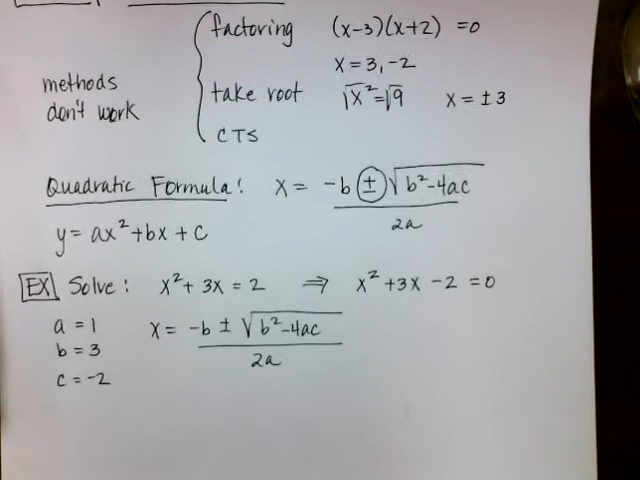 factoring (x-3)(x+2) = 0
x = 3, -2
methods don't work
take root √x² = √9 x = ±3
CTS
Quadratic Formula: x = -b ± √b²-4ac / 2a
y = ax² + bx + c
EX Solve: x² + 3x = 2 ⇒ x² + 3x - 2 = 0
a = 1 x = -b ± √b²-4ac / 2a
b = 3
c = -2